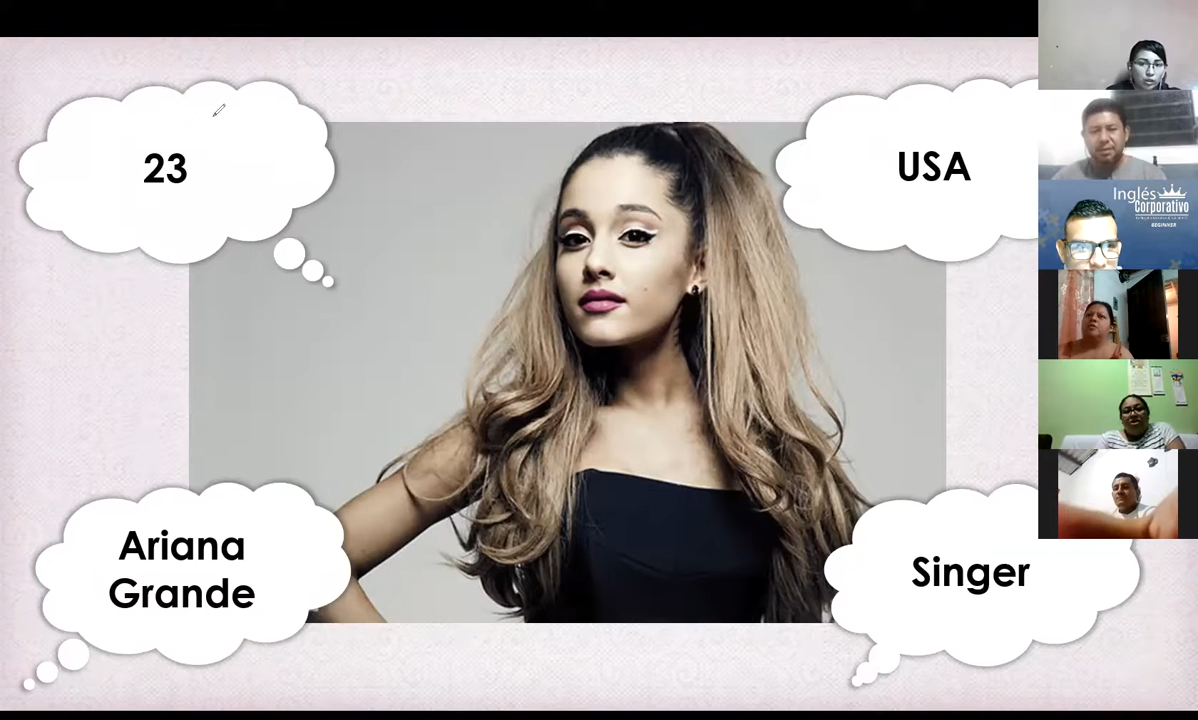 23
USA
Ariana
Grande
Singer
Inglés
Corporativo
BEGINNER